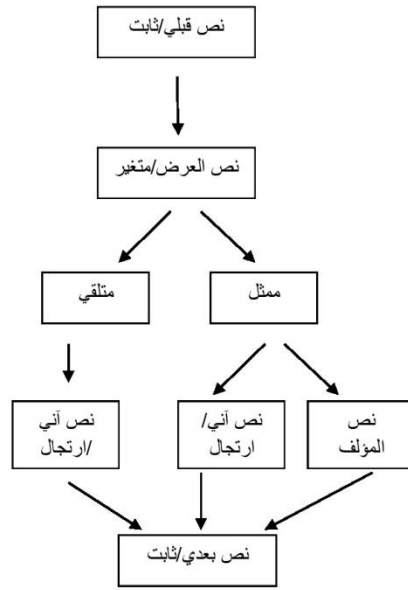 نص قبلي/ثابت
نص العرض/متغير
ممثل
متلقي
نص
المؤلف
نص آني/
ارتجال
نص آني
/ارتجال
نص بعدي/ثابت